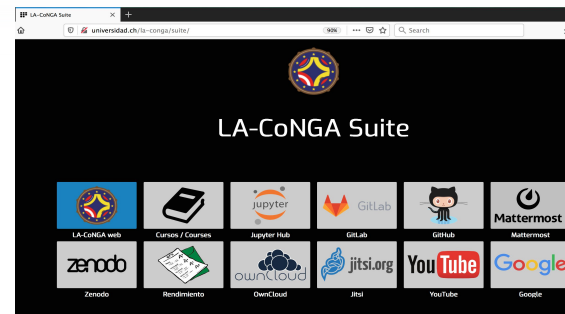 LA-CoNGA Suite
universidad.ch/la-conga/suite/
90%
Search
LA-CoNGA Suite
jupyter
GitLab
Mattermost
LA-CoNGA web
Cursos / Courses
Jupyter Hub
GitLab
GitHub
Mattermost
zenodo
ownCloud
jitsi.org
YouTube
Google
Zenodo
Rendimiento
OwnCloud
Jitsi
YouTube
Google